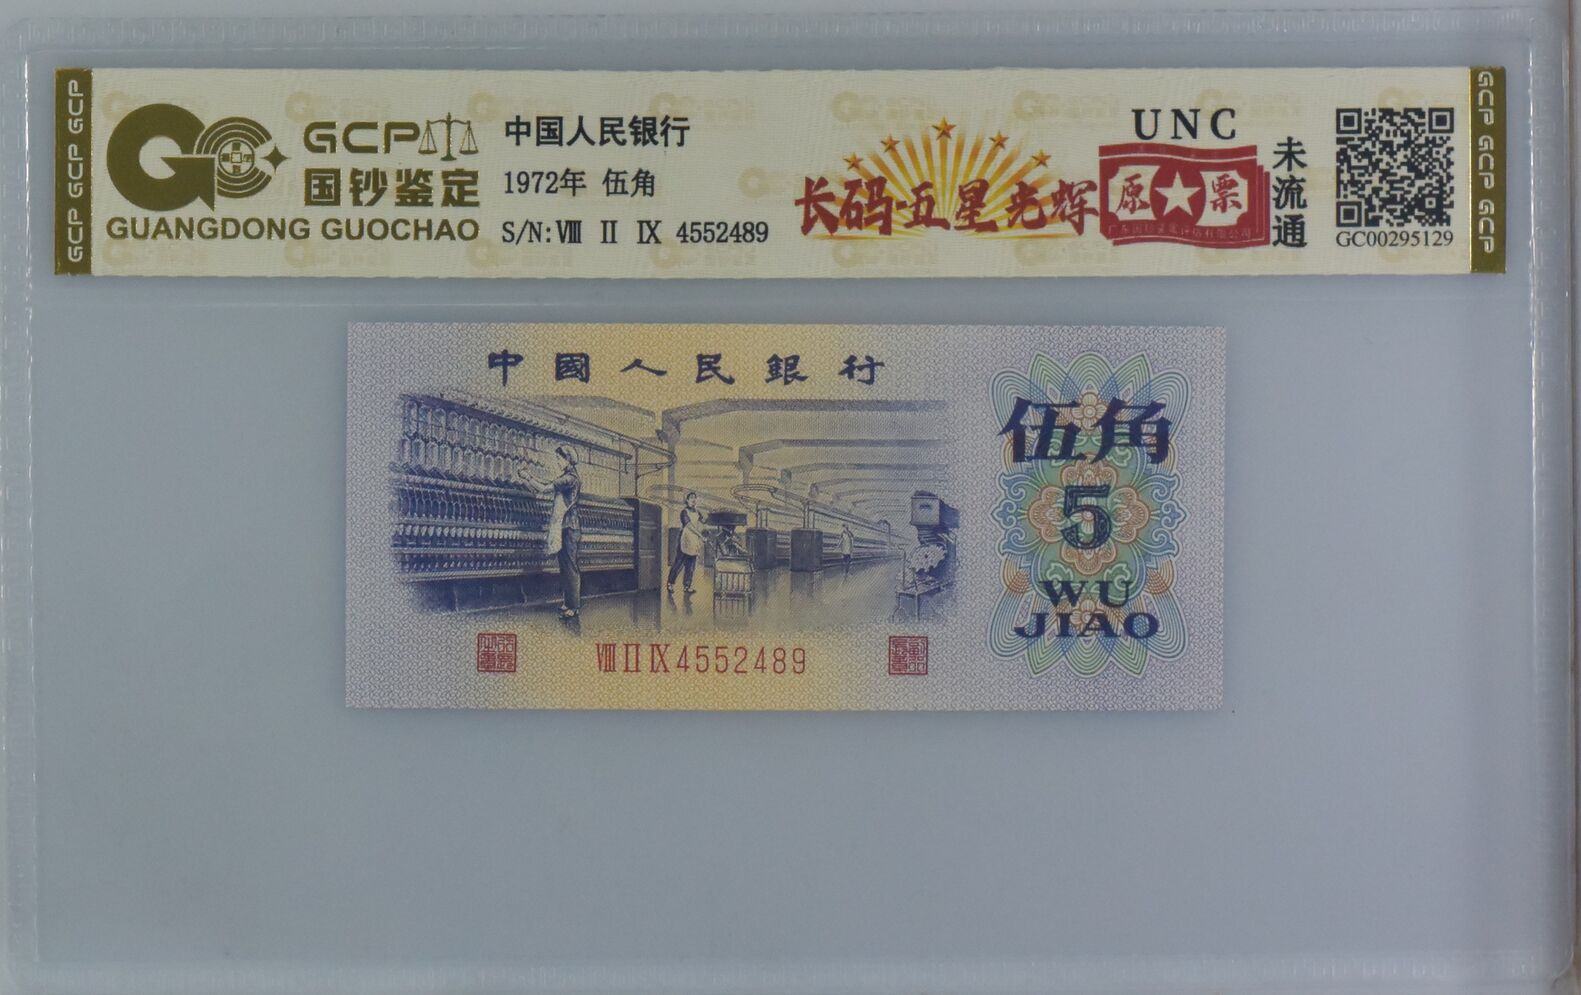 GCP GCP GCP
GCP
国钞鉴定
GUANGDONG GUOCHAO
中国人民银行
1972年 伍角
S/N:Ⅷ Ⅱ Ⅸ 4552489
长码·五星光辉
UNC
原★票
未流通
GC00295129
GCP GCP GCP
中國人民銀行
伍角
5
WU
JIAO
Ⅷ Ⅱ Ⅸ 4552489